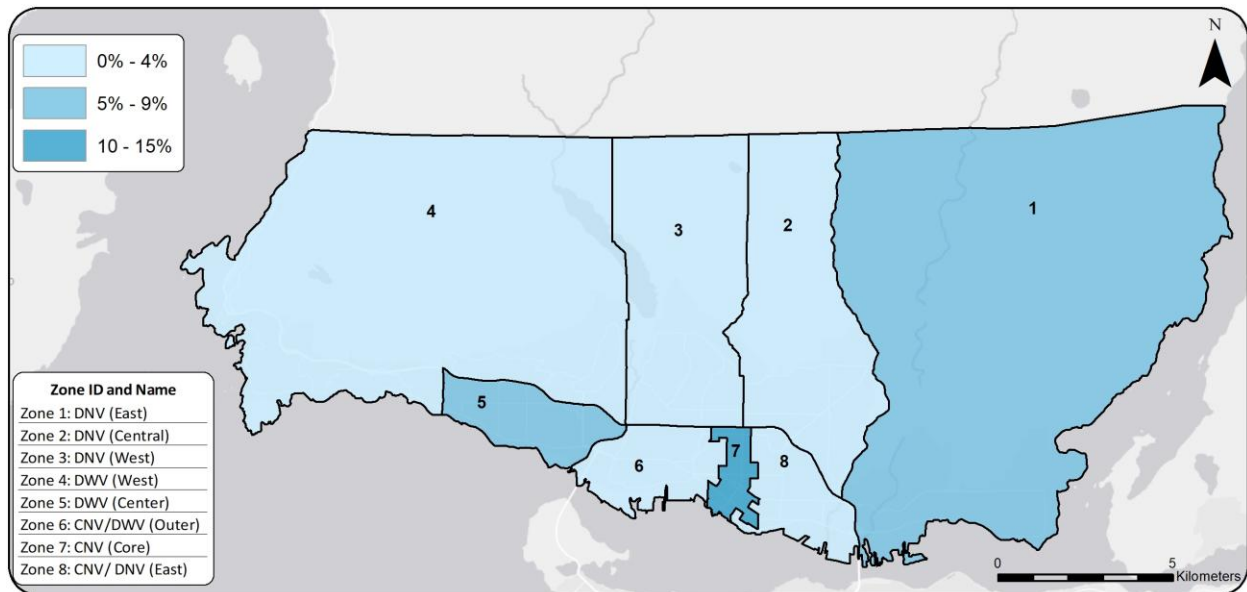 0% - 4%
5% - 9%
10 - 15%
N
4
3
2
1
5
6
7
8
Zone ID and Name
Zone 1: DNV (East)
Zone 2: DNV (Central)
Zone 3: DNV (West)
Zone 4: DWV (West)
Zone 5: DWV (Center)
Zone 6: CNV/DWV (Outer)
Zone 7: CNV (Core)
Zone 8: CNV/ DNV (East)
0 5
Kilometers